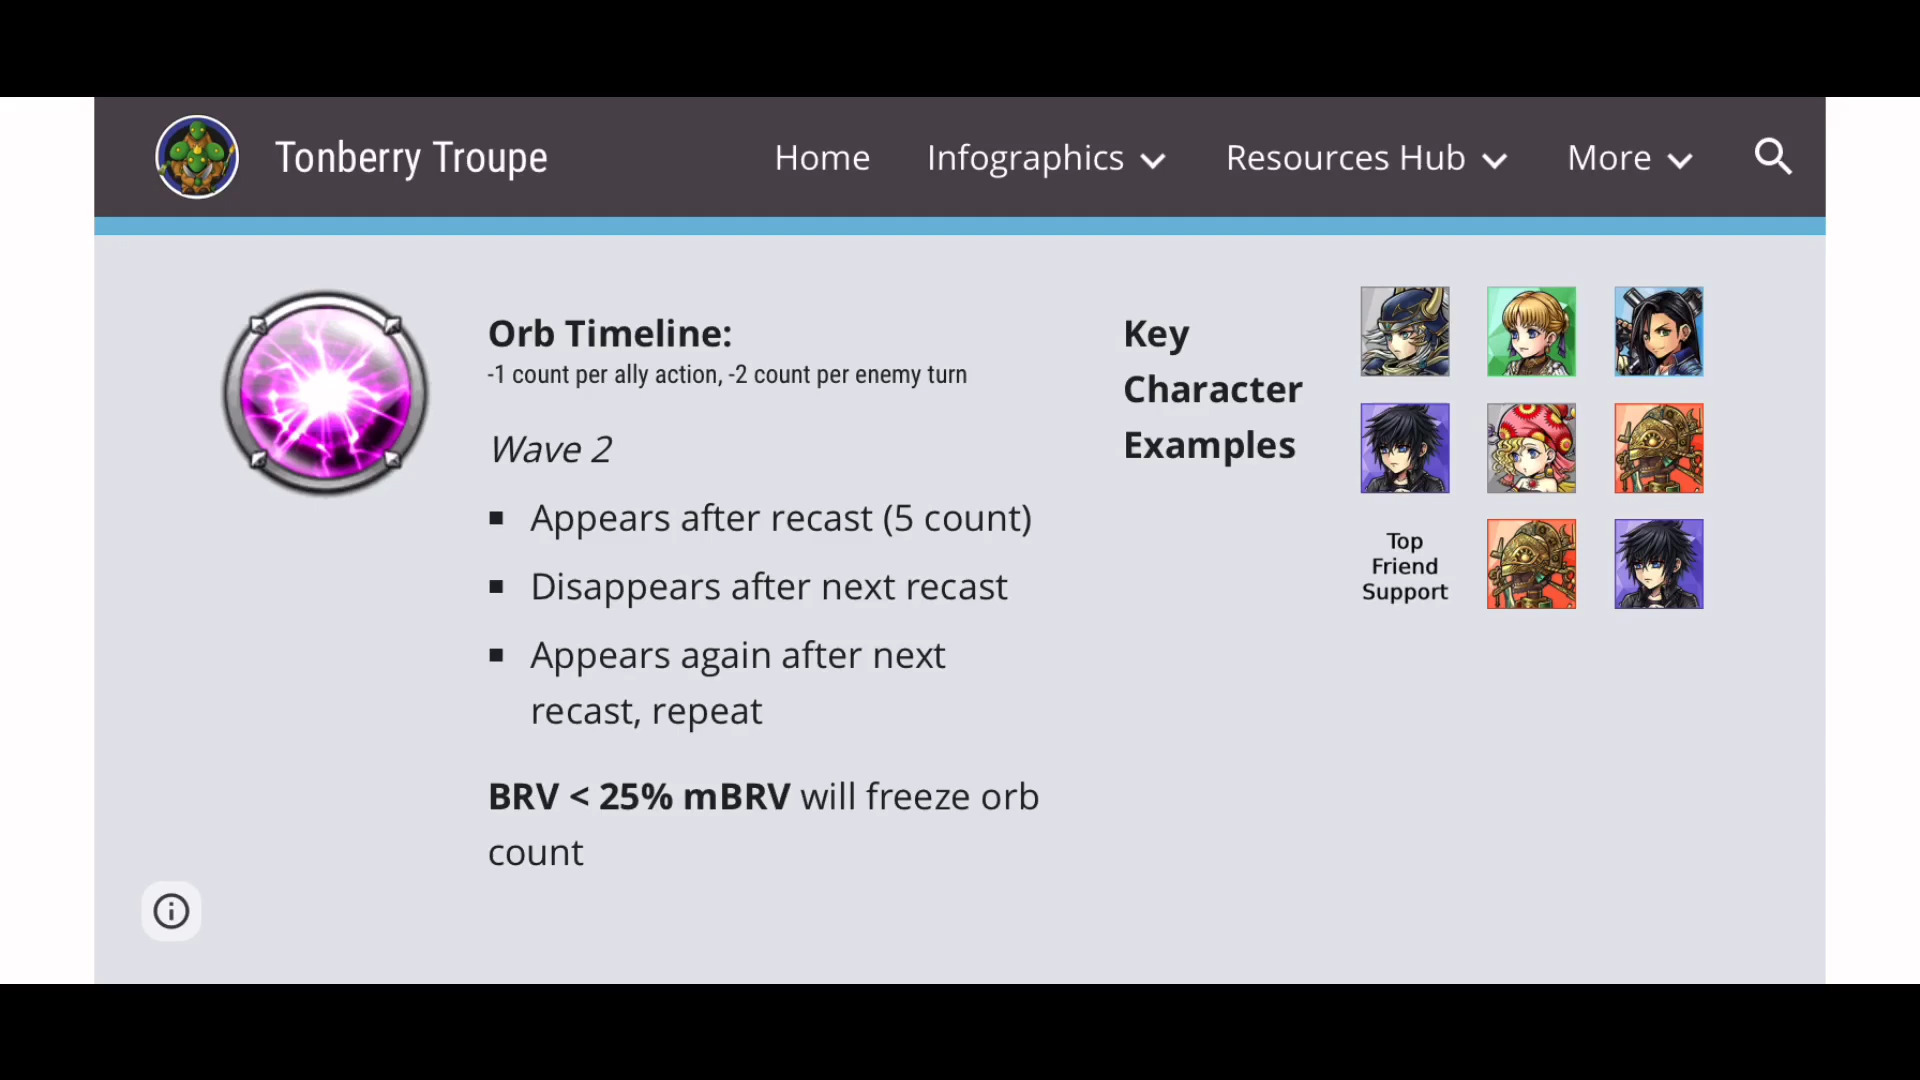 Tonberry Troupe
Home
Infographics
Resources Hub
More
Orb Timeline:
-1 count per ally action, -2 count per enemy turn
Wave 2
▪ Appears after recast (5 count)
▪ Disappears after next recast
▪ Appears again after next
recast, repeat
BRV < 25% mBRV will freeze orb
count
Key
Character
Examples
Top
Friend
Support